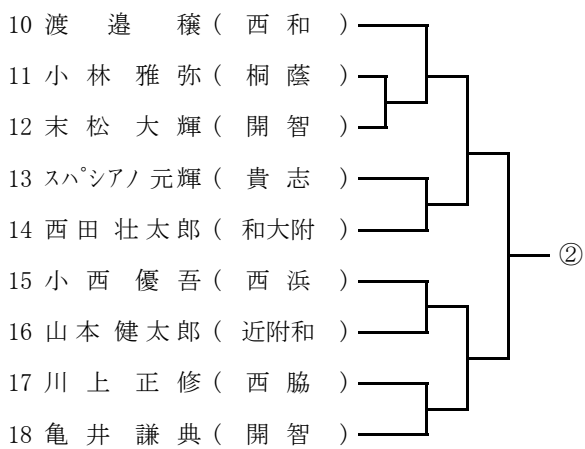 10 渡 邉 穣 ( 西 和 )
11 小 林 雅 弥 ( 桐 蔭 )
12 末 松 大 輝 ( 開 智 )
13 スパシアノ 元輝 ( 貴 志 )
14 西 田 壮 太 郎 ( 和大附 )
15 小 西 優 吾 ( 西 浜 )
16 山 本 健 太 郎 ( 近附和 )
17 川 上 正 修 ( 西 脇 )
18 亀 井 謙 典 ( 開 智 )
②